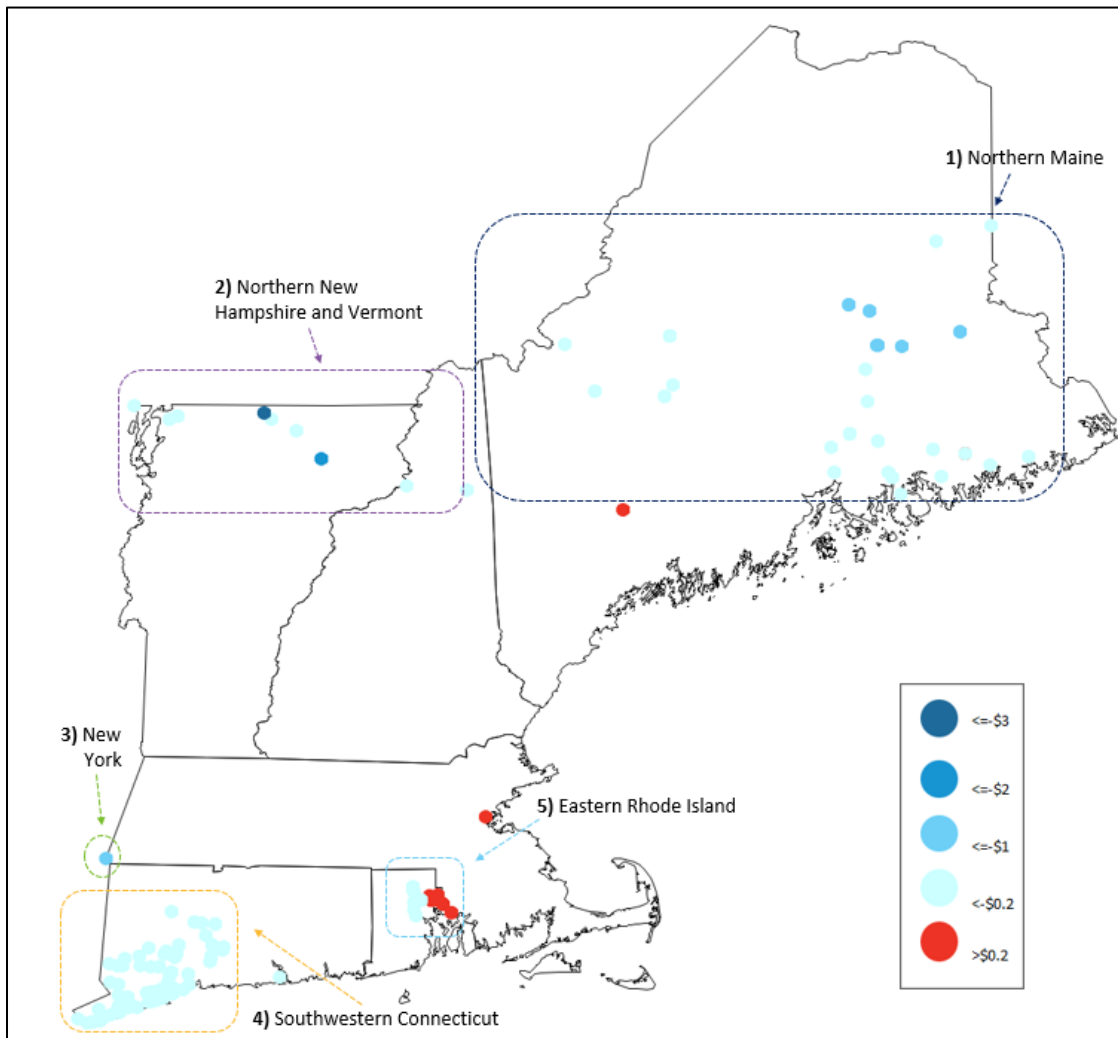 1) Northern Maine
2) Northern New
Hampshire and Vermont
3) New
York
5) Eastern Rhode Island
4) Southwestern Connecticut
<=-$3
<=-$2
<=-$1
<-$0.2
>$0.2